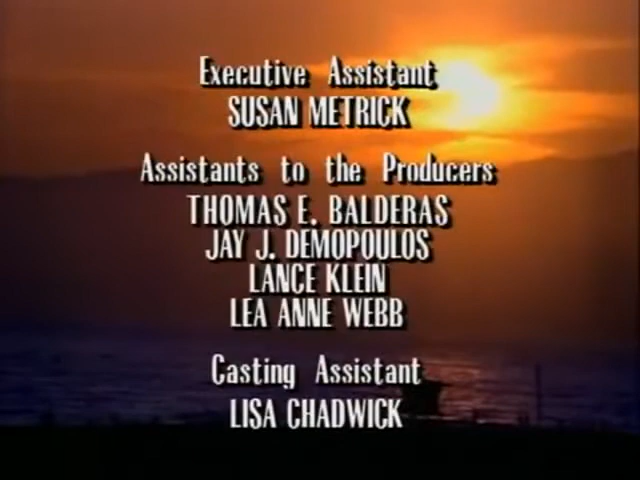 Executive Assistant
SUSAN METRICK
Assistants to the Producers
THOMAS E. BALDERAS
JAY J. DEMOPOULOS
LANCE KLEIN
LEA ANNE WEBB
Casting Assistant
LISA CHADWICK